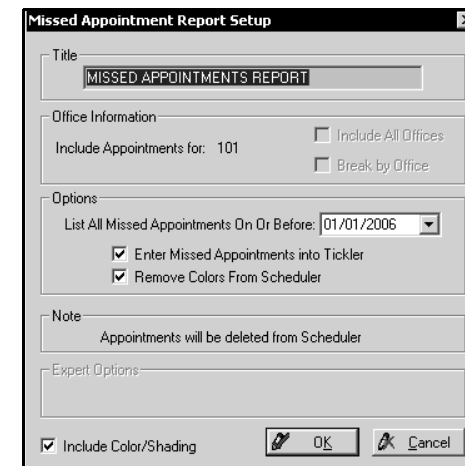 Missed Appointment Report Setup
Title
MISSED APPOINTMENTS REPORT
Office Information
Include Appointments for: 101
Include All Offices
Break by Office
Options
List All Missed Appointments On Or Before: 01/01/2006
Enter Missed Appointments into Tickler
Remove Colors From Scheduler
Note
Appointments will be deleted from Scheduler
Expert Options
Include Color/Shading
OK
Cancel